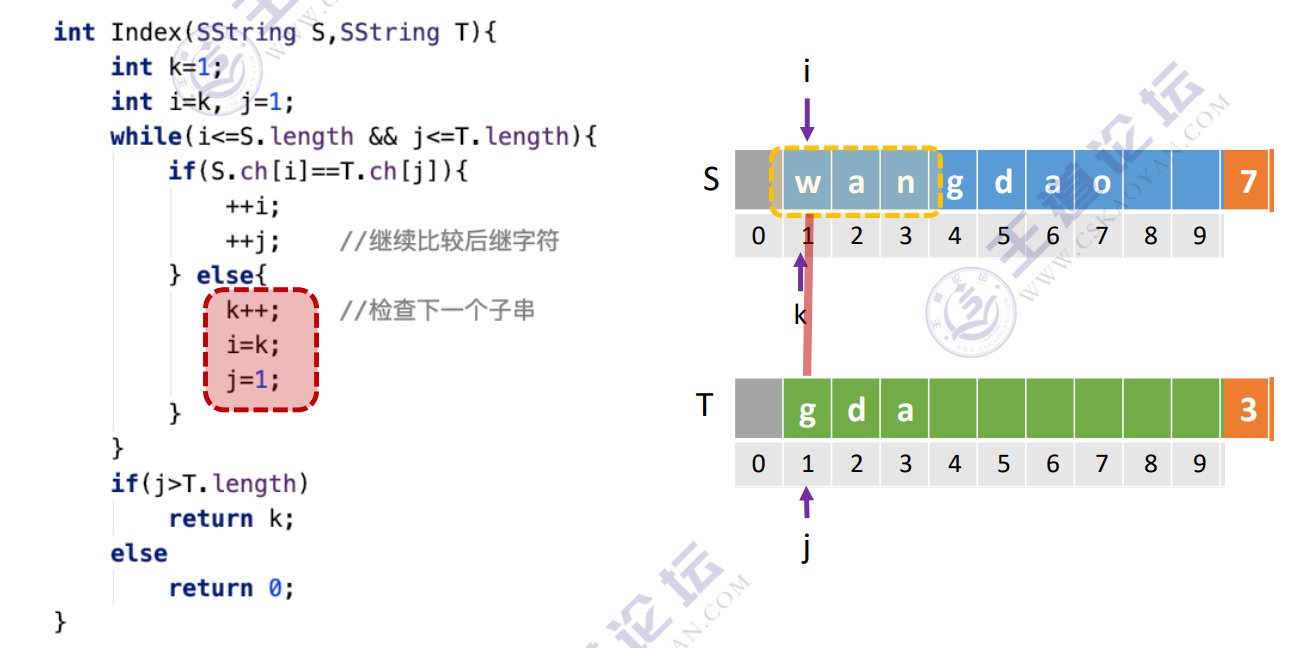 int Index(SString S,SString T){
int k=1;
int i=k, j=1;
while(i<=S.length && j<=T.length){
if(S.ch[i]==T.ch[j]){
++i;
++j; //继续比较后继字符
} else{
k++; //检查下一个子串
i=k;
j=1;
}
}
if(j>T.length)
return k;
else
return 0;
}
i
S w a n g d a o 7
0 1 2 3 4 5 6 7 8 9
k
T g d a 3
0 1 2 3 4 5 6 7 8 9
j
王道论坛
WWW.CSKAOYAN.COM